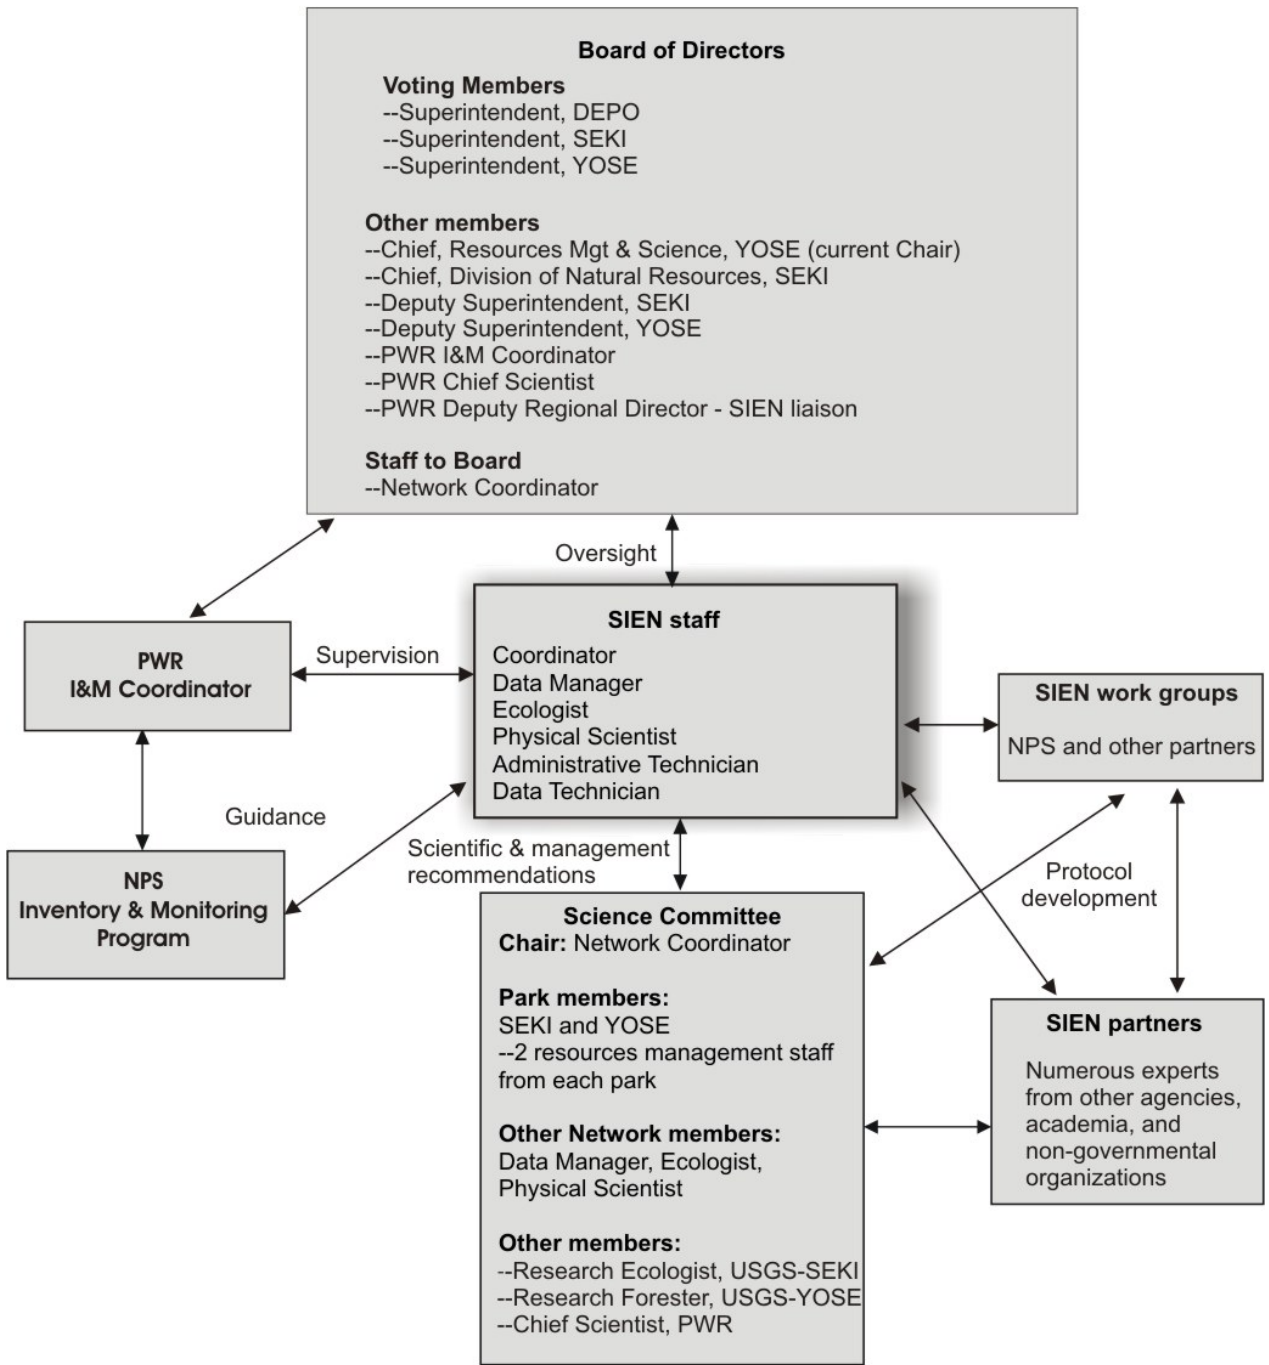 Board of Directors
Voting Members
--Superintendent, DEPO
--Superintendent, SEKI
--Superintendent, YOSE
Other members
--Chief, Resources Mgt & Science, YOSE (current Chair)
--Chief, Division of Natural Resources, SEKI
--Deputy Superintendent, SEKI
--Deputy Superintendent, YOSE
--PWR I&M Coordinator
--PWR Chief Scientist
--PWR Deputy Regional Director - SIEN liaison
Staff to Board
--Network Coordinator
Oversight
PWR
I&M Coordinator
Supervision
SIEN staff
Coordinator
Data Manager
Ecologist
Physical Scientist
Administrative Technician
Data Technician
SIEN work groups
NPS and other partners
Guidance
NPS
Inventory & Monitoring
Program
Scientific & management
recommendations
Protocol
development
Science Committee
Chair: Network Coordinator
Park members:
SEKI and YOSE
--2 resources management staff
from each park
Other Network members:
Data Manager, Ecologist,
Physical Scientist
Other members:
--Research Ecologist, USGS-SEKI
--Research Forester, USGS-YOSE
--Chief Scientist, PWR
SIEN partners
Numerous experts
from other agencies,
academia, and
non-governmental
organizations